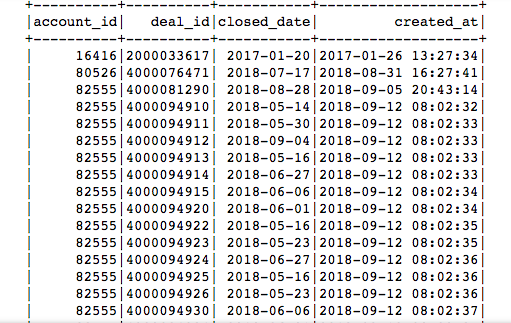 +----------+----------+-----------+-------------------+
|account_id|   deal_id|closed_date|         created_at|
+----------+----------+-----------+-------------------+
|     16416|2000033617| 2017-01-20|2017-01-26 13:27:34|
|     80526|4000076471| 2018-07-17|2018-08-31 16:27:41|
|     82555|4000081290| 2018-08-28|2018-09-05 20:43:14|
|     82555|4000094910| 2018-05-14|2018-09-12 08:02:32|
|     82555|4000094911| 2018-05-30|2018-09-12 08:02:33|
|     82555|4000094912| 2018-09-04|2018-09-12 08:02:33|
|     82555|4000094913| 2018-05-16|2018-09-12 08:02:33|
|     82555|4000094914| 2018-06-27|2018-09-12 08:02:33|
|     82555|4000094915| 2018-06-06|2018-09-12 08:02:34|
|     82555|4000094920| 2018-06-01|2018-09-12 08:02:34|
|     82555|4000094922| 2018-05-16|2018-09-12 08:02:35|
|     82555|4000094923| 2018-05-23|2018-09-12 08:02:35|
|     82555|4000094924| 2018-06-27|2018-09-12 08:02:36|
|     82555|4000094925| 2018-05-16|2018-09-12 08:02:36|
|     82555|4000094926| 2018-05-23|2018-09-12 08:02:36|
|     82555|4000094930| 2018-06-06|2018-09-12 08:02:37|